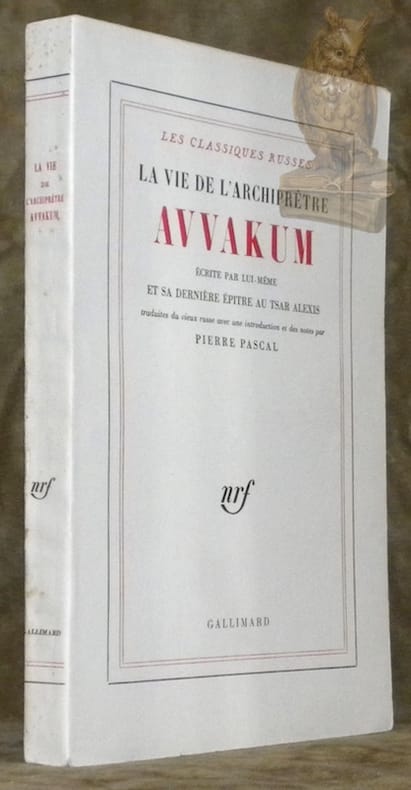 LA VIE
DE
L'ARCHIPRÊTRE
AVVAKUM
nrf
GALLIMARD
LES CLASSIQUES RUSSES
LA VIE DE L'ARCHIPRÊTRE
AVVAKUM
ÉCRITE PAR LUI-MÊME
ET SA DERNIÈRE ÉPITRE AU TSAR ALEXIS
traduites du vieux russe avec une introduction et des notes par
PIERRE PASCAL
nrf
GALLIMARD